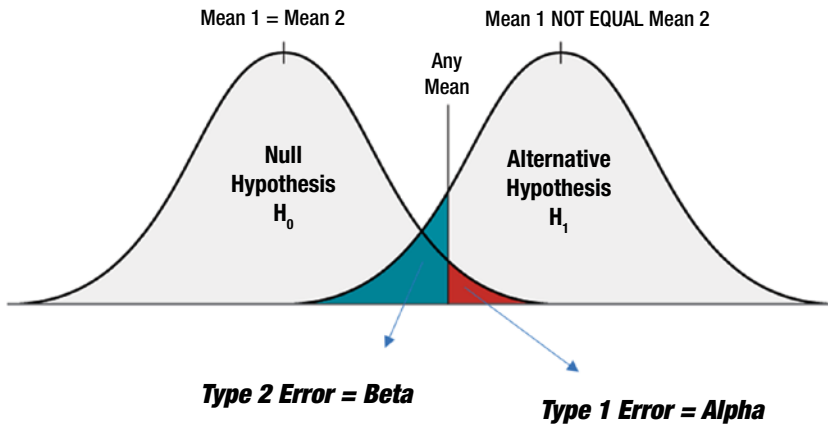 Mean 1 = Mean 2
Mean 1 NOT EQUAL Mean 2
Any
Mean
Null
Hypothesis
H₀
Alternative
Hypothesis
H₁
Type 2 Error = Beta
Type 1 Error = Alpha